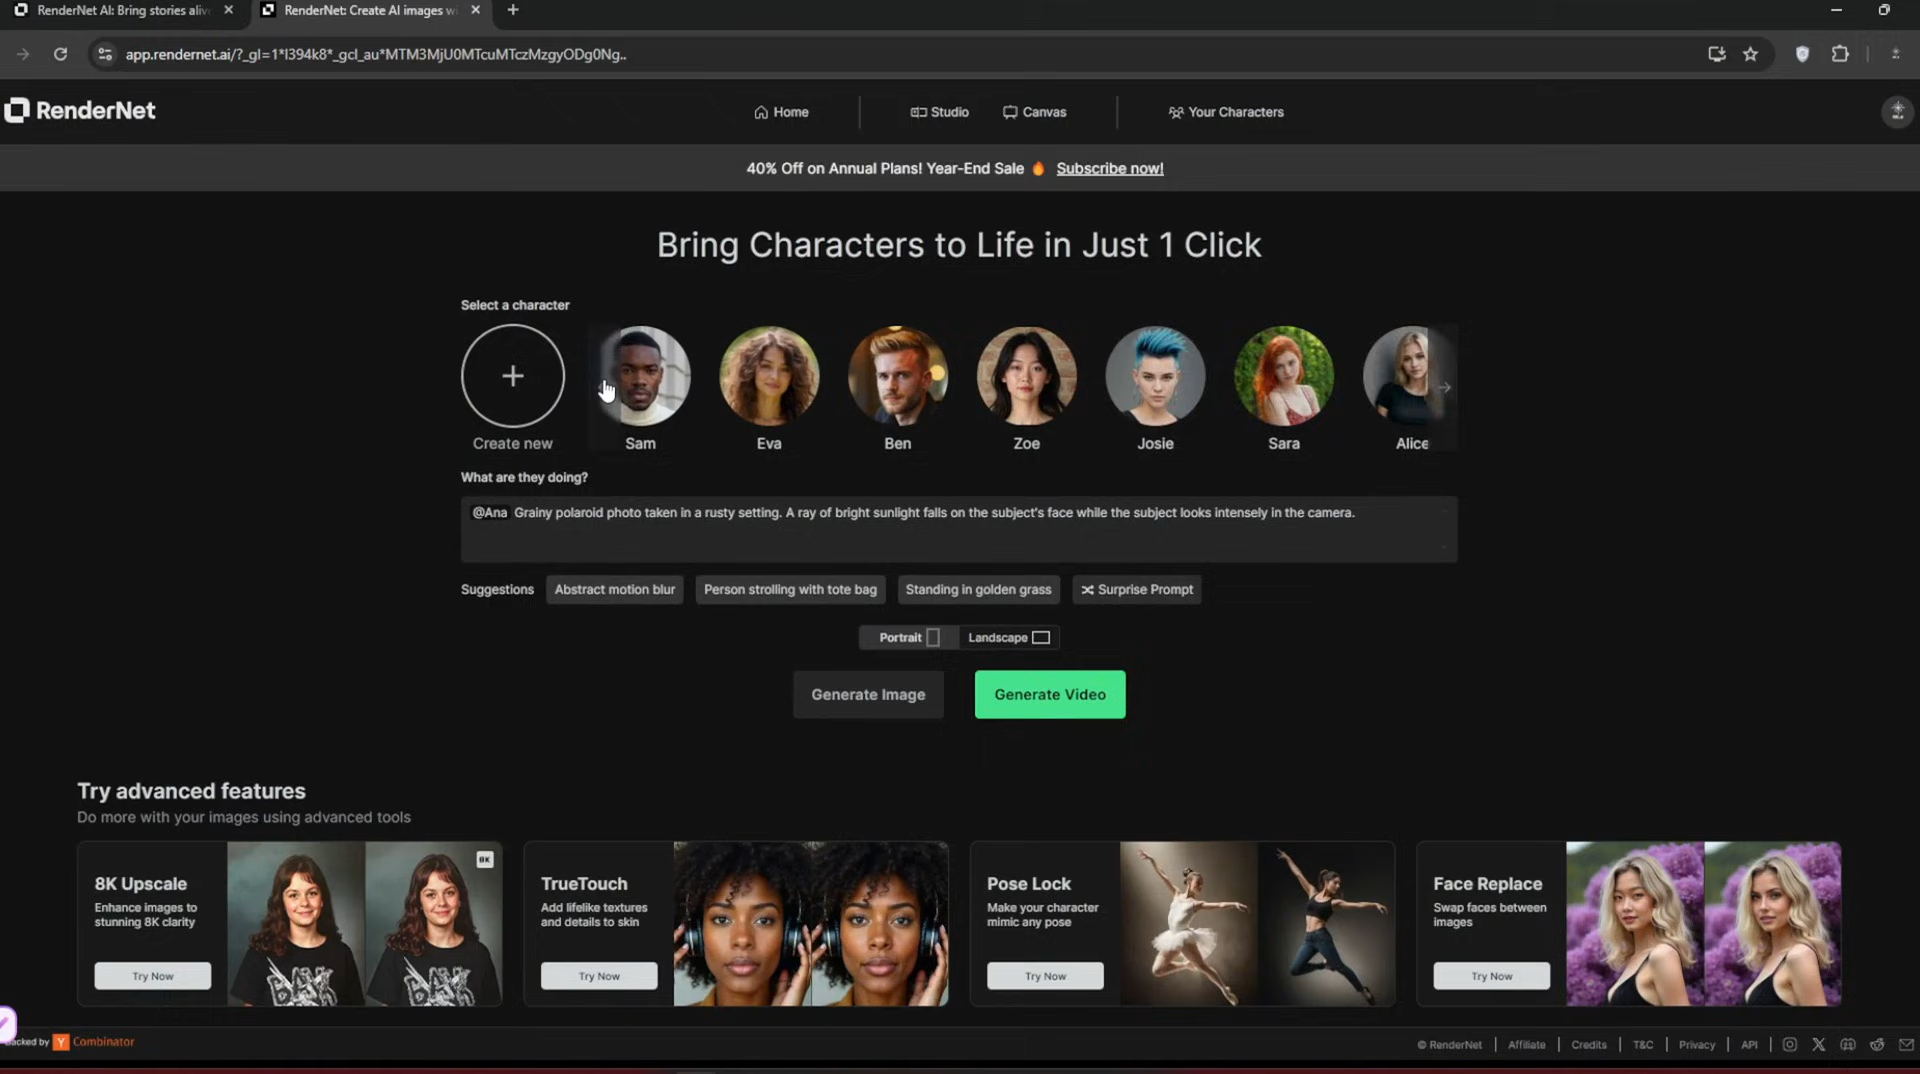 RenderNet AI: Bring stories aliv
RenderNet: Create AI images wi
app.rendernet.ai/?_gl=1*l394k8*_gcl_au*MTM3MjU0MTcuMTczMzgyODg0Ng..
RenderNet
Home
Studio
Canvas
Your Characters
40% Off on Annual Plans! Year-End Sale 🔥 Subscribe now!
Bring Characters to Life in Just 1 Click
Select a character
Create new
Sam
Eva
Ben
Zoe
Josie
Sara
Alice
What are they doing?
@Ana Grainy polaroid photo taken in a rusty setting. A ray of bright sunlight falls on the subject's face while the subject looks intensely in the camera.
Suggestions
Abstract motion blur
Person strolling with tote bag
Standing in golden grass
Surprise Prompt
Portrait
Landscape
Generate Image
Generate Video
Try advanced features
Do more with your images using advanced tools
8K Upscale
Enhance images to
stunning 8K clarity
Try Now
8K
TrueTouch
Add lifelike textures
and details to skin
Try Now
Pose Lock
Make your character
mimic any pose
Try Now
Face Replace
Swap faces between
images
Try Now
acked by Y Combinator
© RenderNet
Affiliate
Credits
T&C
Privacy
API